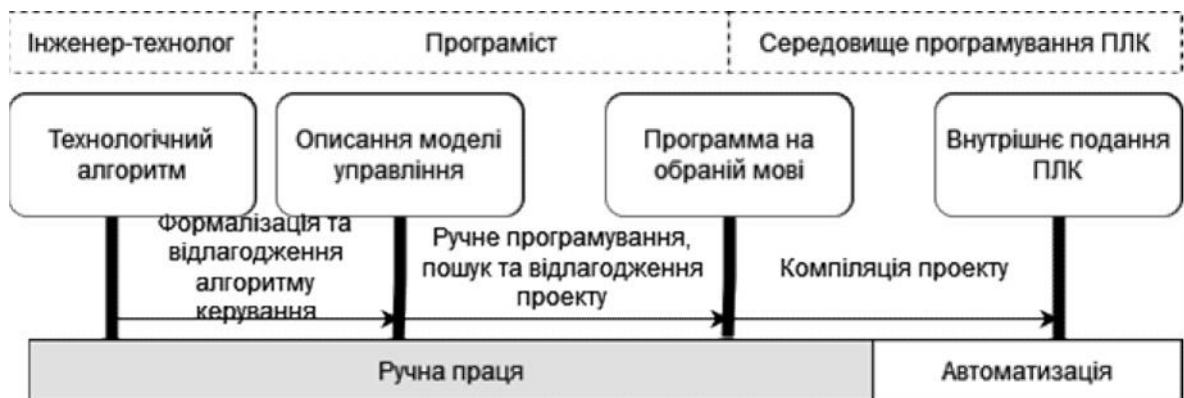 Інженер-технолог
Програміст
Середовище програмування ПЛК
Технологічний
алгоритм
Описання моделі
управління
Программа на
обраній мові
Внутрішнє подання
ПЛК
Формалізація та
відлагодження
алгоритму
керування
Ручне програмування,
пошук та відлагодження
проекту
Компіляція проекту
Ручна праця
Автоматизація